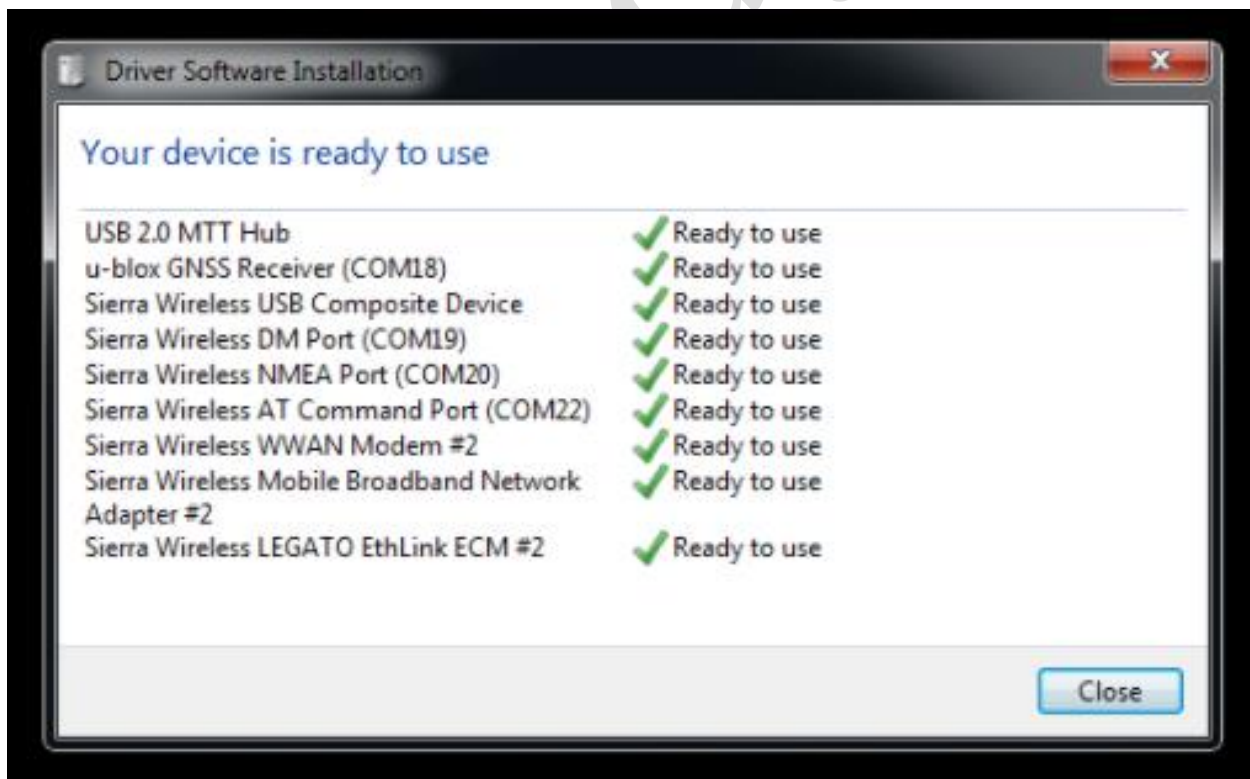 Driver Software Installation
Your device is ready to use
USB 2.0 MTT Hub Ready to use
u-blox GNSS Receiver (COM18) Ready to use
Sierra Wireless USB Composite Device Ready to use
Sierra Wireless DM Port (COM19) Ready to use
Sierra Wireless NMEA Port (COM20) Ready to use
Sierra Wireless AT Command Port (COM22) Ready to use
Sierra Wireless WWAN Modem #2 Ready to use
Sierra Wireless Mobile Broadband Network Ready to use
Adapter #2
Sierra Wireless LEGATO EthLink ECM #2 Ready to use
Close